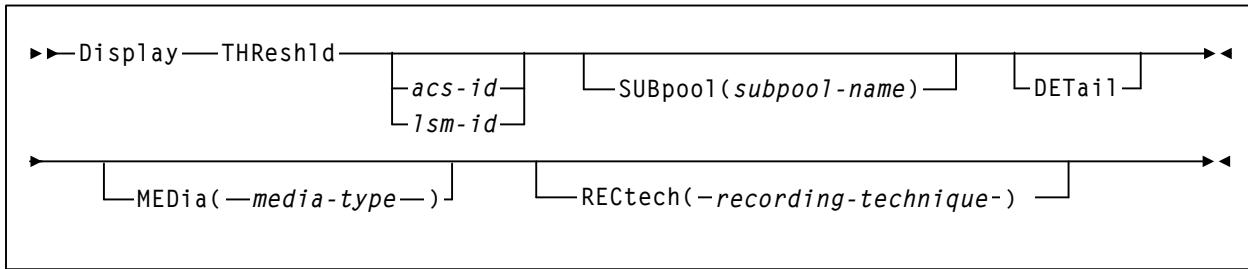 Display THReshld SUBpool(subpool-name) DETail
acs-id
lsm-id
MEDia(media-type) RECtech(recording-technique)